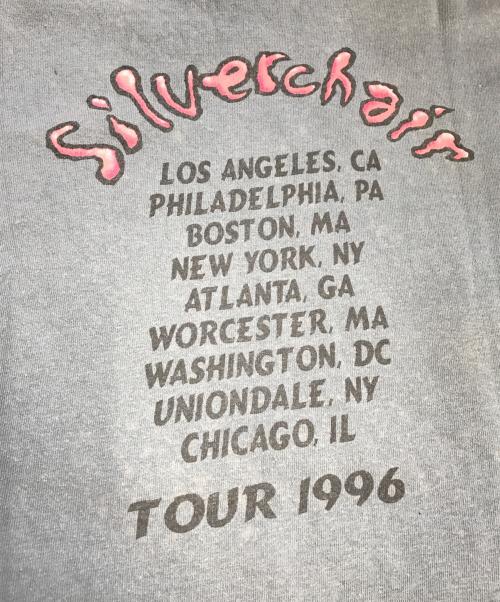 Silverchair
LOS ANGELES, CA
PHILADELPHIA, PA
BOSTON, MA
NEW YORK, NY
ATLANTA, GA
WORCESTER, MA
WASHINGTON, DC
UNIONDALE, NY
CHICAGO, IL
TOUR 1996